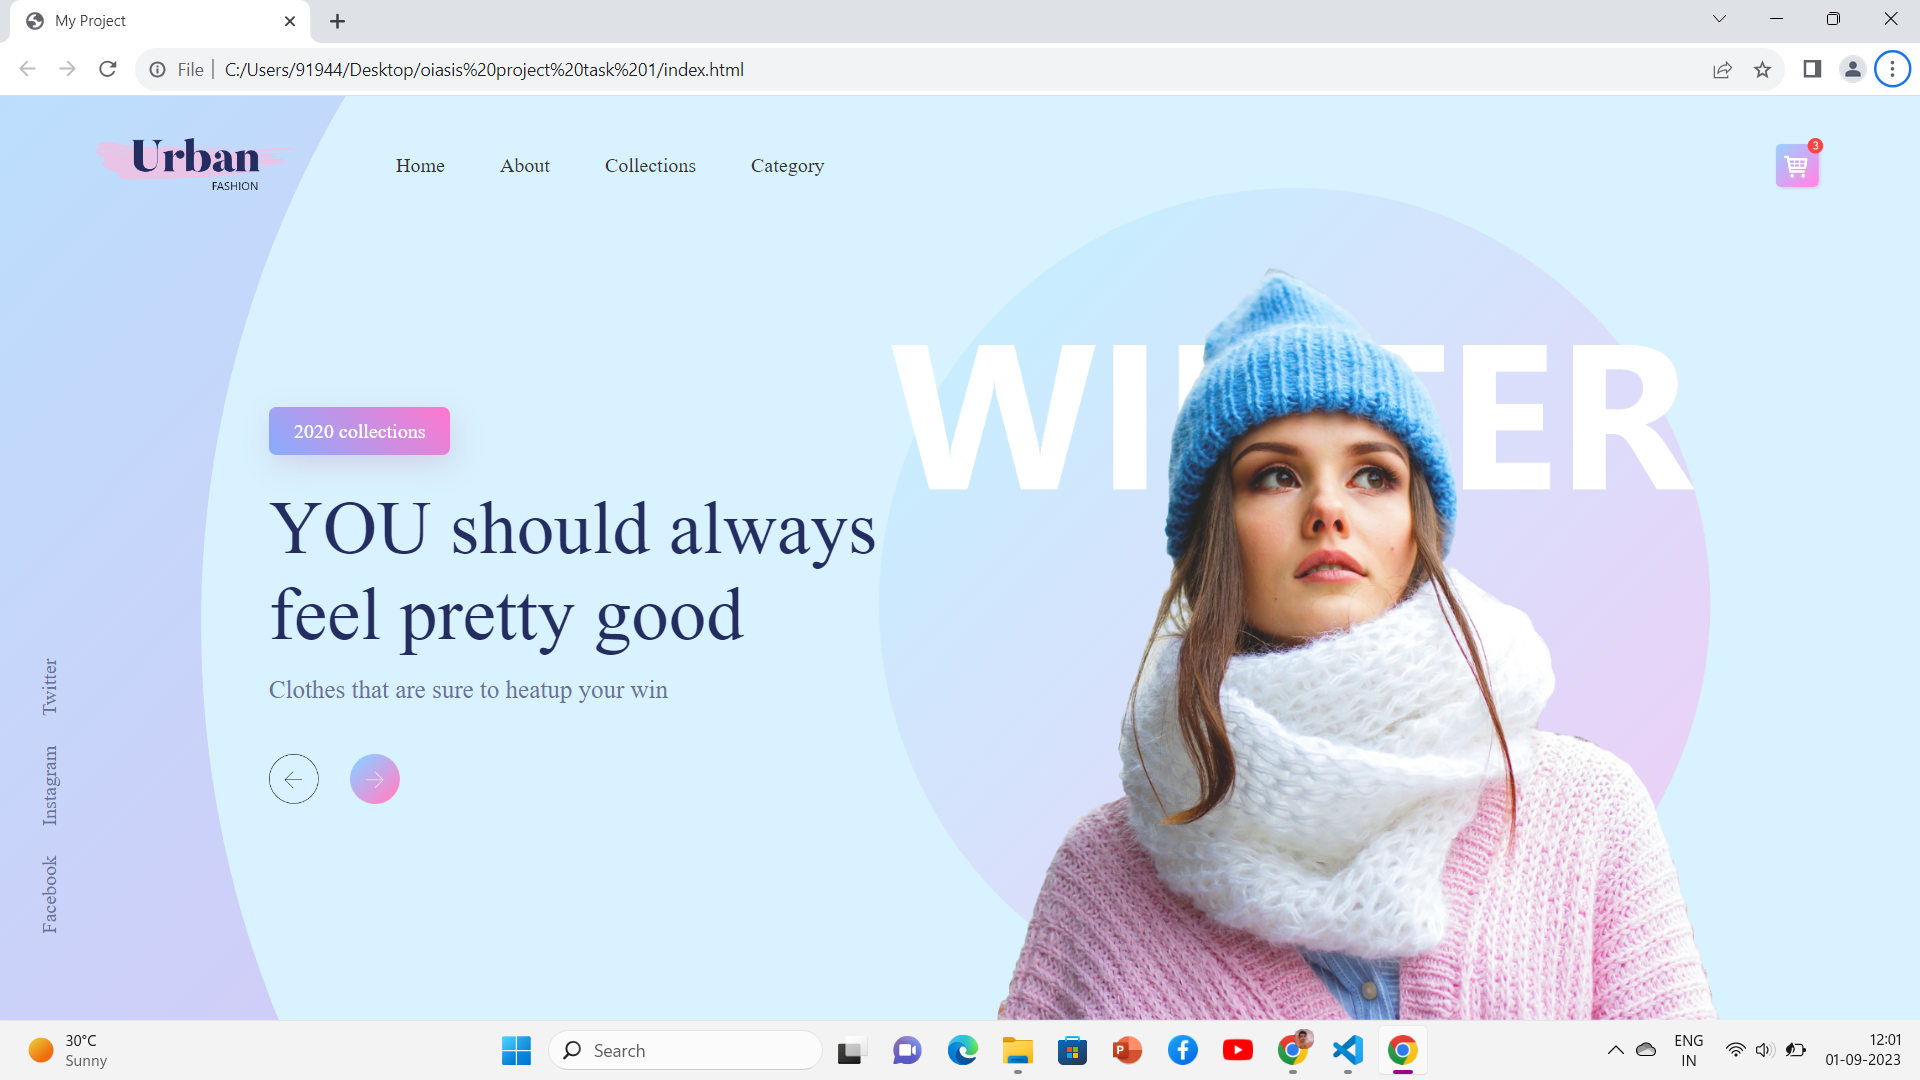 My Project
File
C:/Users/91944/Desktop/oiasis%20project%20task%201/index.html
Urban
FASHION
Home
About
Collections
Category
3
WINTER
2020 collections
YOU should always
feel pretty good
Clothes that are sure to heatup your win
Twitter
Instagram
Facebook
30°C
Sunny
Search
P
ENG
IN
12:01
01-09-2023